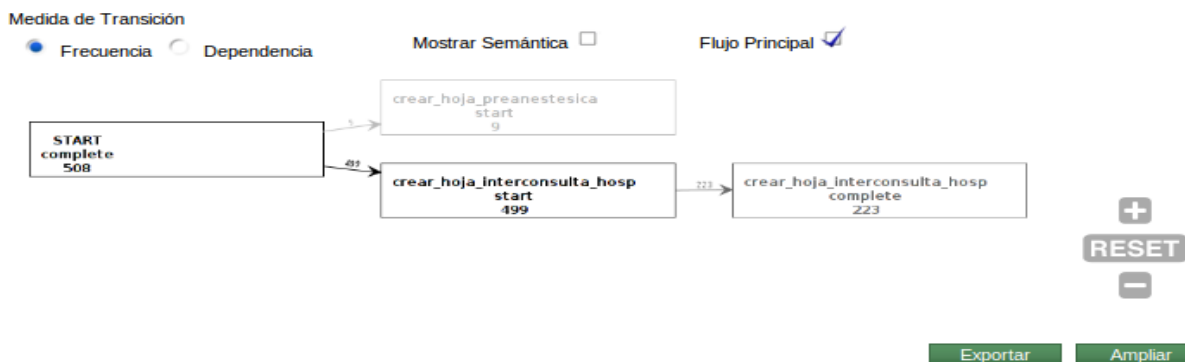 Medida de Transición
Frecuencia Dependencia Mostrar Semántica Flujo Principal
crear_hoja_preanestesica
start
9
START
complete
508
499
crear_hoja_interconsulta_hosp
start
499
223
crear_hoja_interconsulta_hosp
complete
223
RESET
Exportar Ampliar